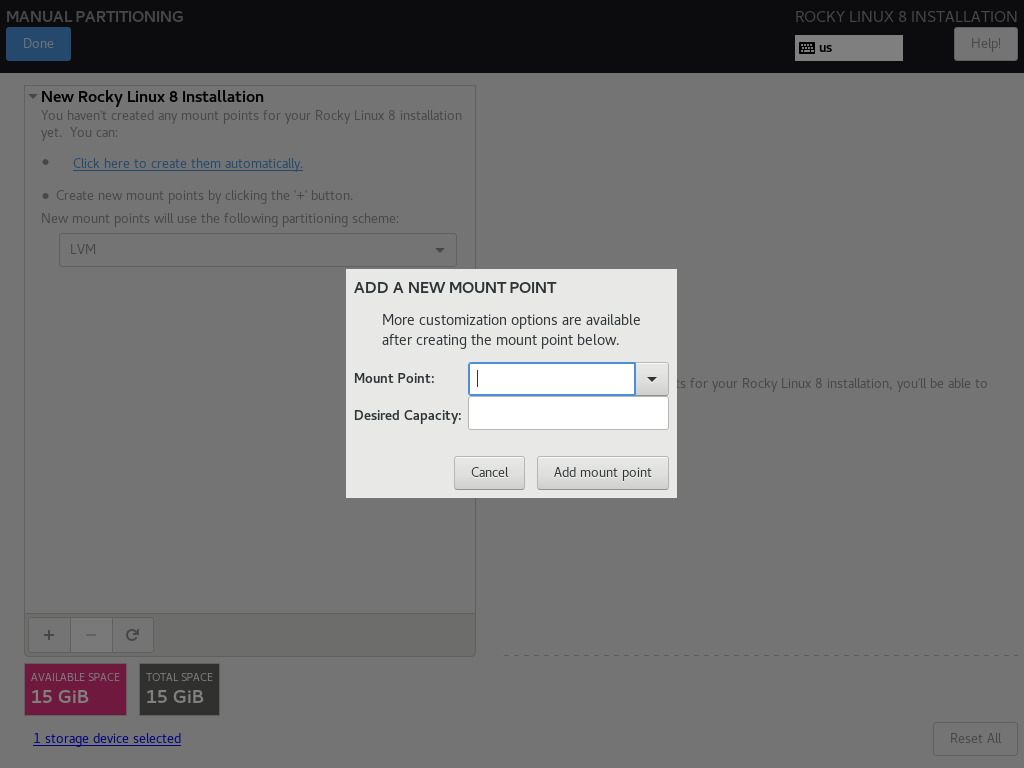 MANUAL PARTITIONING
ROCKY LINUX 8 INSTALLATION
Done
us
Help!
New Rocky Linux 8 Installation
You haven't created any mount points for your Rocky Linux 8 installation
yet. You can:
• Click here to create them automatically.
• Create new mount points by clicking the '+' button.
New mount points will use the following partitioning scheme:
LVM
ADD A NEW MOUNT POINT
More customization options are available
after creating the mount point below.
Mount Point:
for your Rocky Linux 8 installation, you'll be able to
Desired Capacity:
Cancel
Add mount point
+ −
AVAILABLE SPACE
15 GiB
TOTAL SPACE
15 GiB
1 storage device selected
Reset All